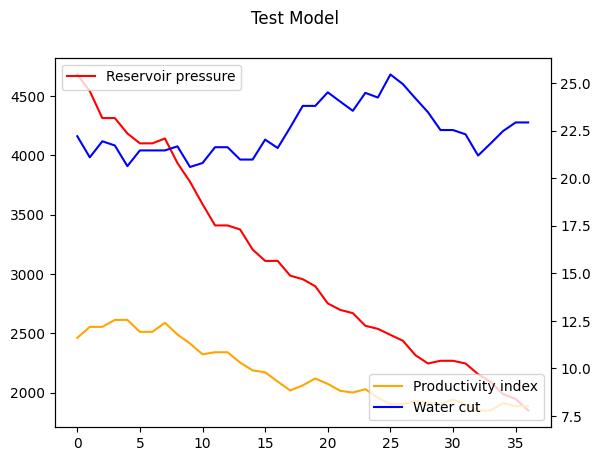 Test Model
Reservoir pressure
4500
4000
3500
3000
2500
2000
25.0
22.5
20.0
17.5
15.0
12.5
10.0
7.5
Productivity index
Water cut
0 5 10 15 20 25 30 35